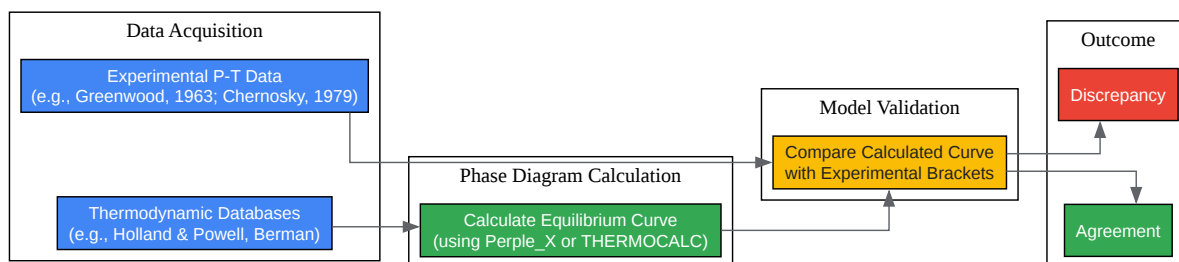 Data Acquisition
Experimental P-T Data
(e.g., Greenwood, 1963; Chernosky, 1979)
Thermodynamic Databases
(e.g., Holland & Powell, Berman)
Phase Diagram Calculation
Calculate Equilibrium Curve
(using Perple_X or THERMOCALC)
Model Validation
Compare Calculated Curve
with Experimental Brackets
Outcome
Discrepancy
Agreement